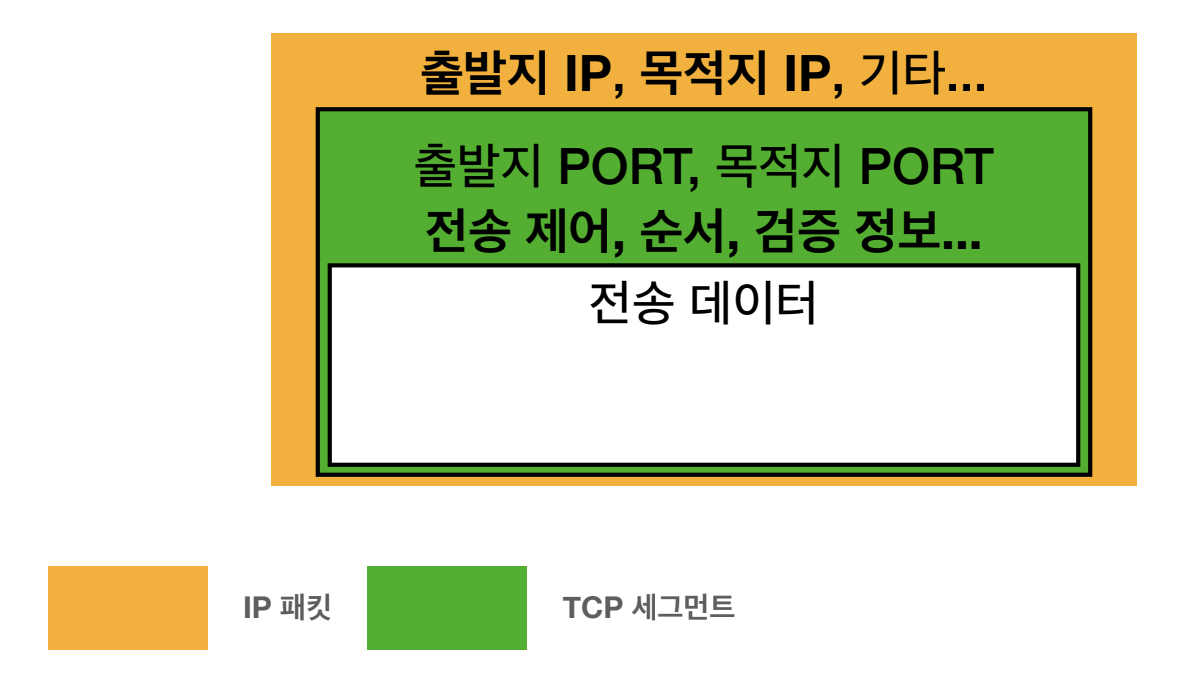 출발지 IP, 목적지 IP, 기타...
출발지 PORT, 목적지 PORT
전송 제어, 순서, 검증 정보...
전송 데이터
IP 패킷
TCP 세그먼트